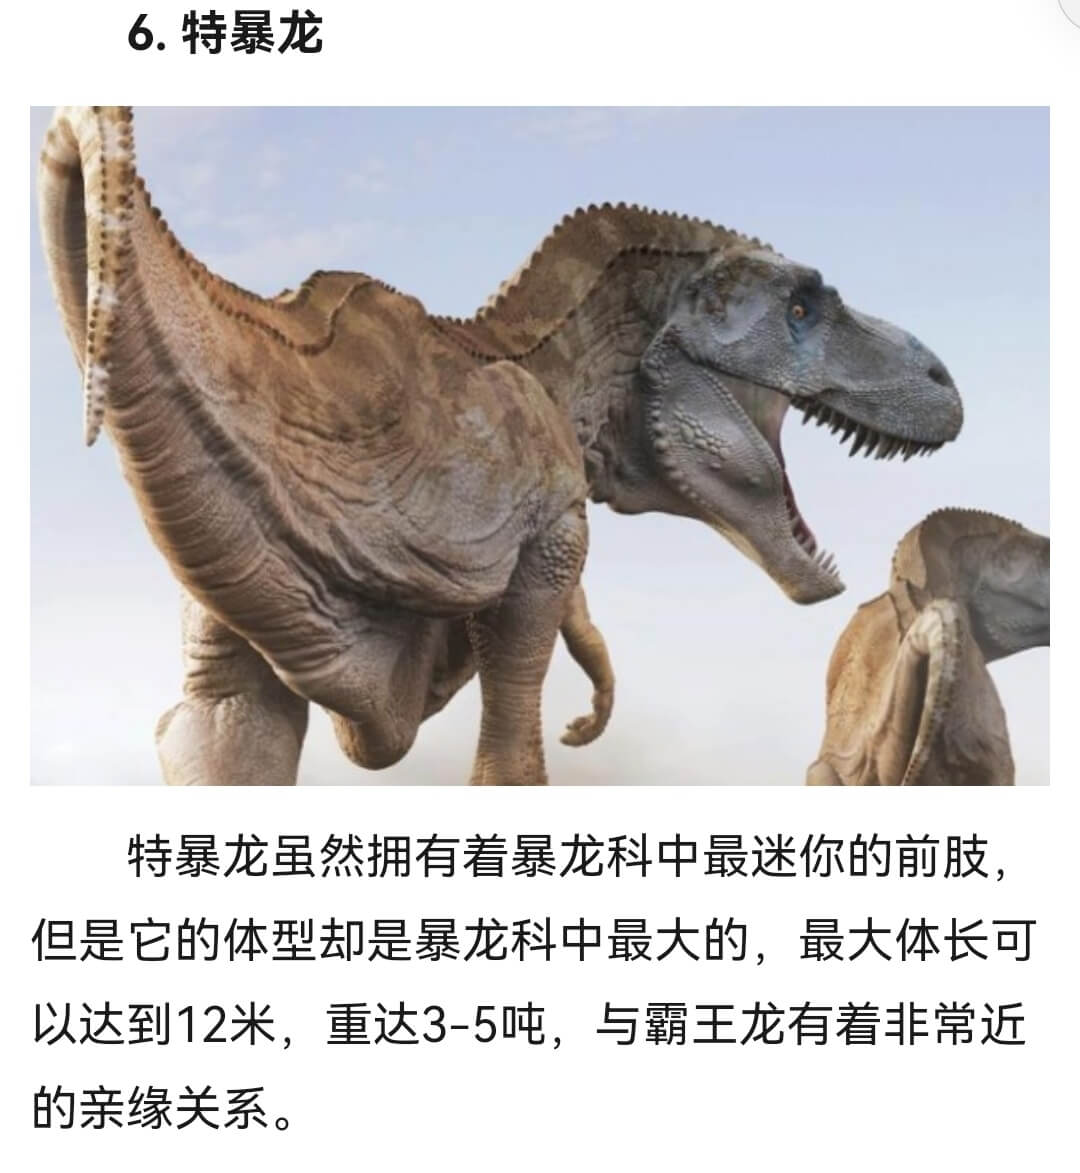 6. 特暴龙
特暴龙虽然拥有着暴龙科中最迷你的前肢，
但是它的体型却是暴龙科中最大的，最大体长可
以达到12米，重达3-5吨，与霸王龙有着非常近
的亲缘关系。